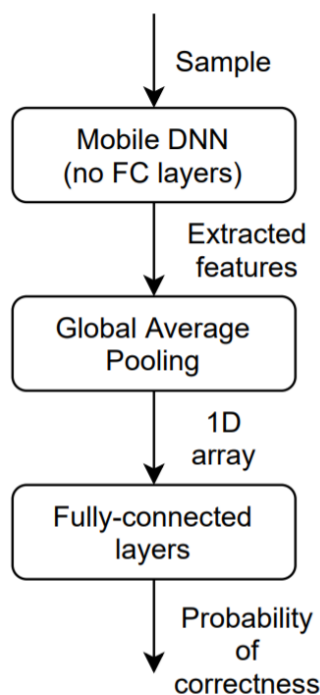 Sample
Mobile DNN
(no FC layers)
Extracted
features
Global Average
Pooling
1D
array
Fully-connected
layers
Probability
of
correctness